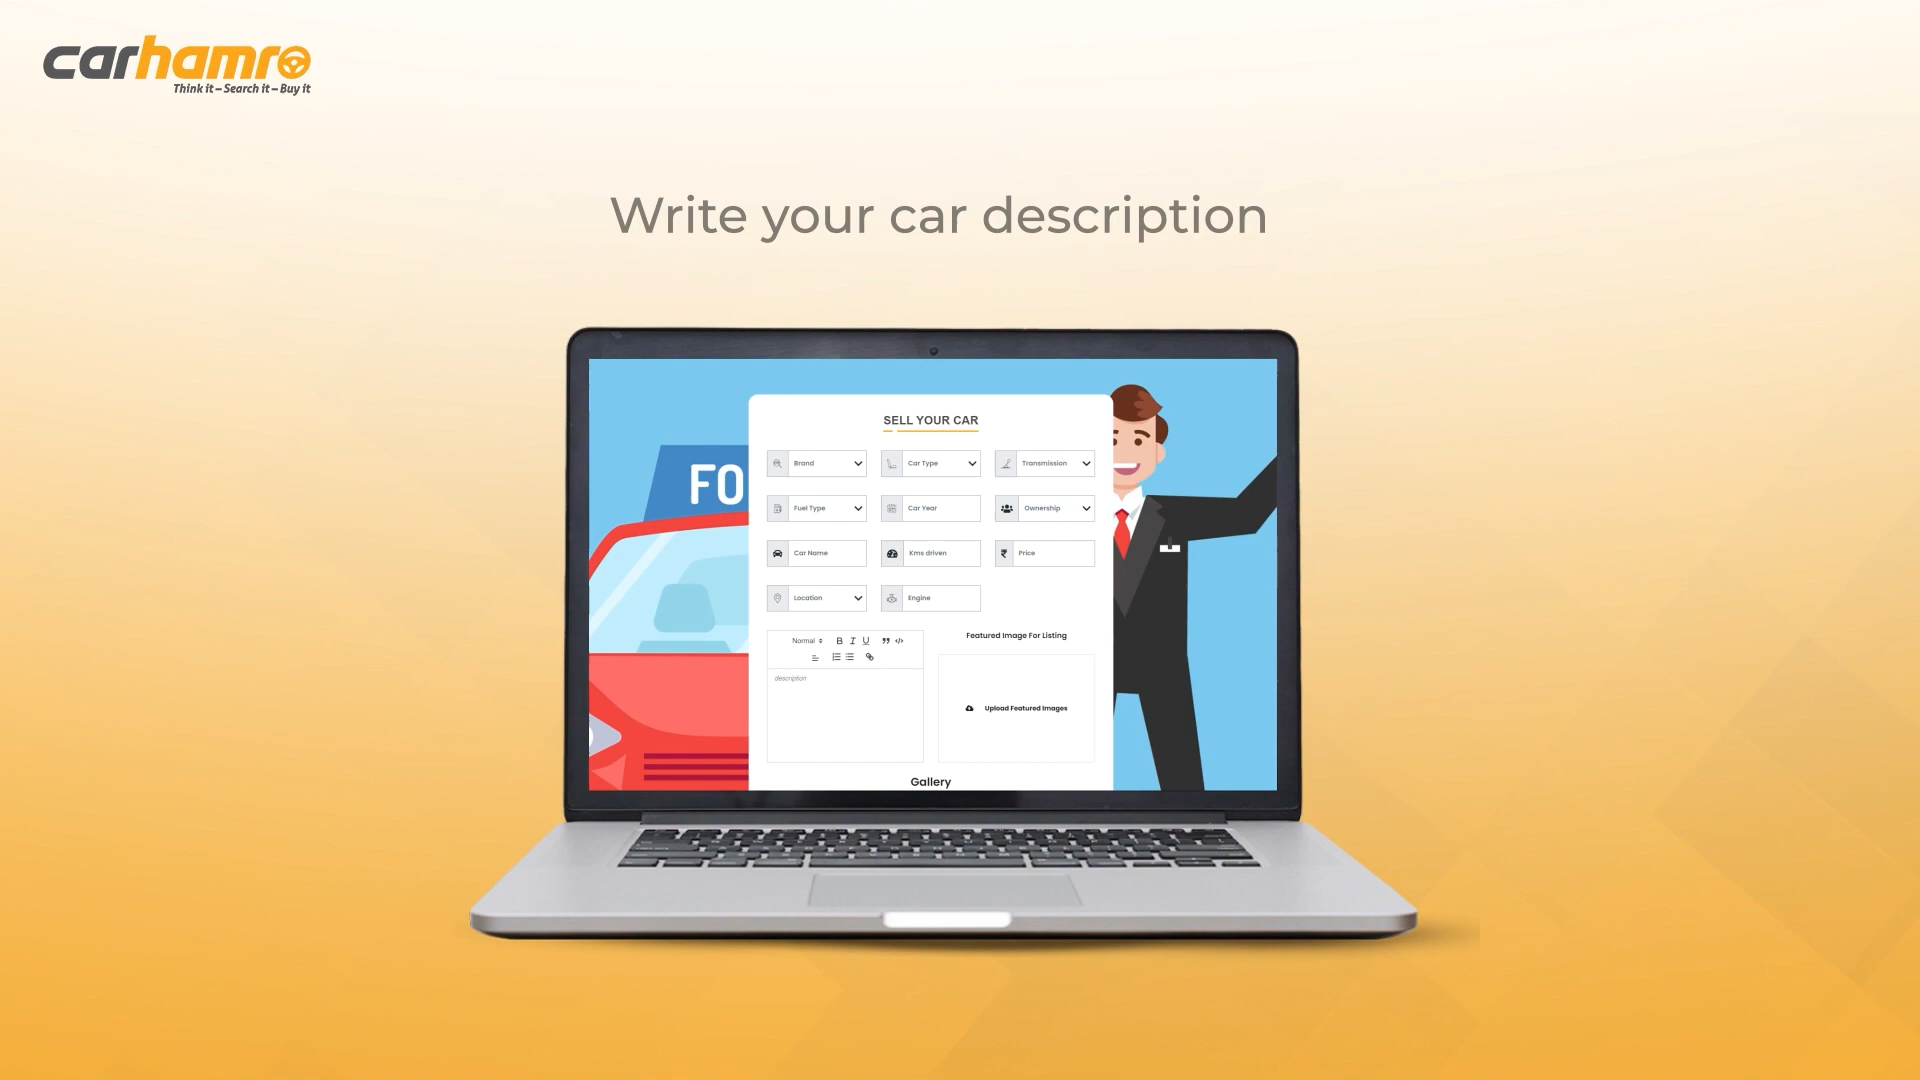 carhamro
Think it – Search it – Buy it
Write your car description
FO
SELL YOUR CAR
Brand
Car Type
Transmission
Fuel Type
Car Year
Ownership
Car Name
Kms driven
₹ Price
Location
Engine
Normal B I U
Featured Image For Listing
description
Upload Featured Images
Gallery